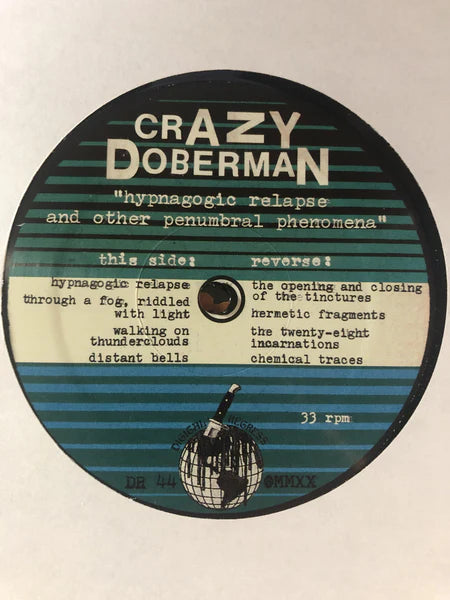 CRAZY
DOBERMAN
"hypnagogic relapse
and other penumbral phenomena"
this side:
hypnagogic relapse
through a fog, riddled
with light
walking on
thunderclouds
distant bells
reverse:
the opening and closing
of the tinctures
hermetic fragments
the twenty-eight
incarnations
chemical traces
33 rpm
REGRESS
DR 44
©MMXX